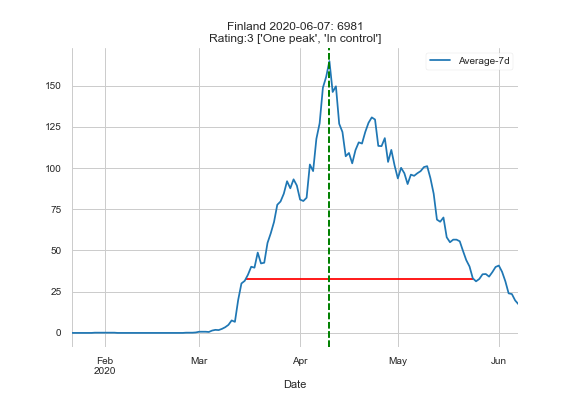 Finland 2020-06-07: 6981
Rating:3 ['One peak', 'In control']
Average-7d
150
125
100
75
50
25
0
Feb
2020
Mar
Apr
May
Jun
Date